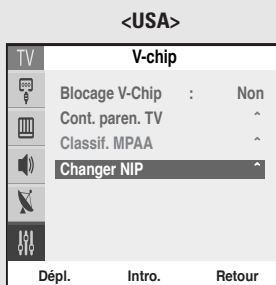 <USA>
TV V-chip
Blocage V-Chip : Non
Cont. paren. TV ˆ
Classif. MPAA ˆ
Changer NIP ˆ
Dépl. Intro. Retour